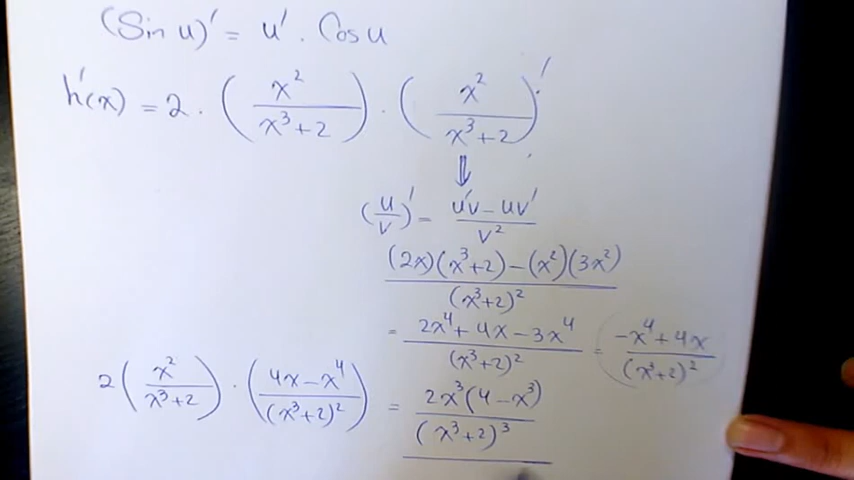 (Sin u)' = u' . Cos u
h'(x) = 2 . ( x² / x³+2 ) . ( x² / x³+2 )'
⇓
(u/v)' = u'v - uv' / v²
(2x)(x³+2) - (x²)(3x²) / (x³+2)²
= 2x⁴ + 4x - 3x⁴ / (x³+2)² = -x⁴ + 4x / (x³+2)²
2 ( x² / x³+2 ) . ( 4x - x⁴ / (x³+2)² ) = 2x³(4 - x³) / (x³+2)³